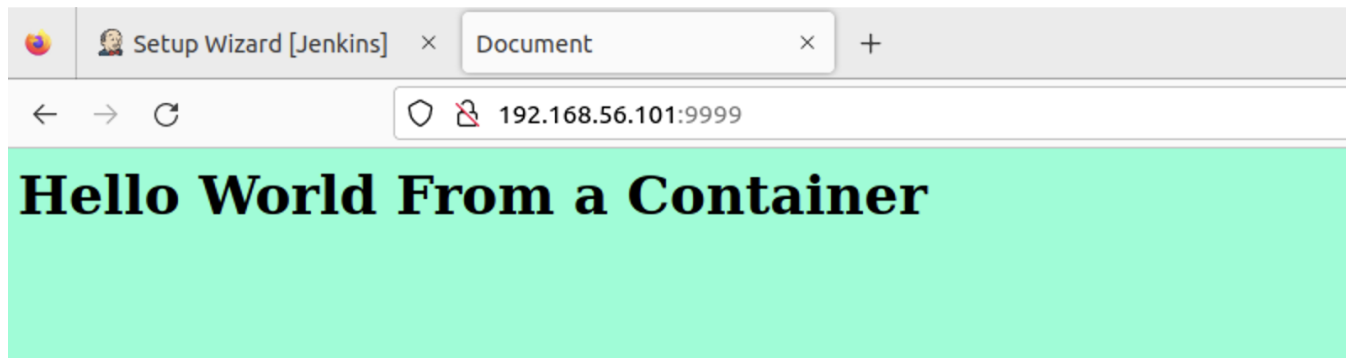 Setup Wizard [Jenkins]
Document
192.168.56.101:9999
Hello World From a Container